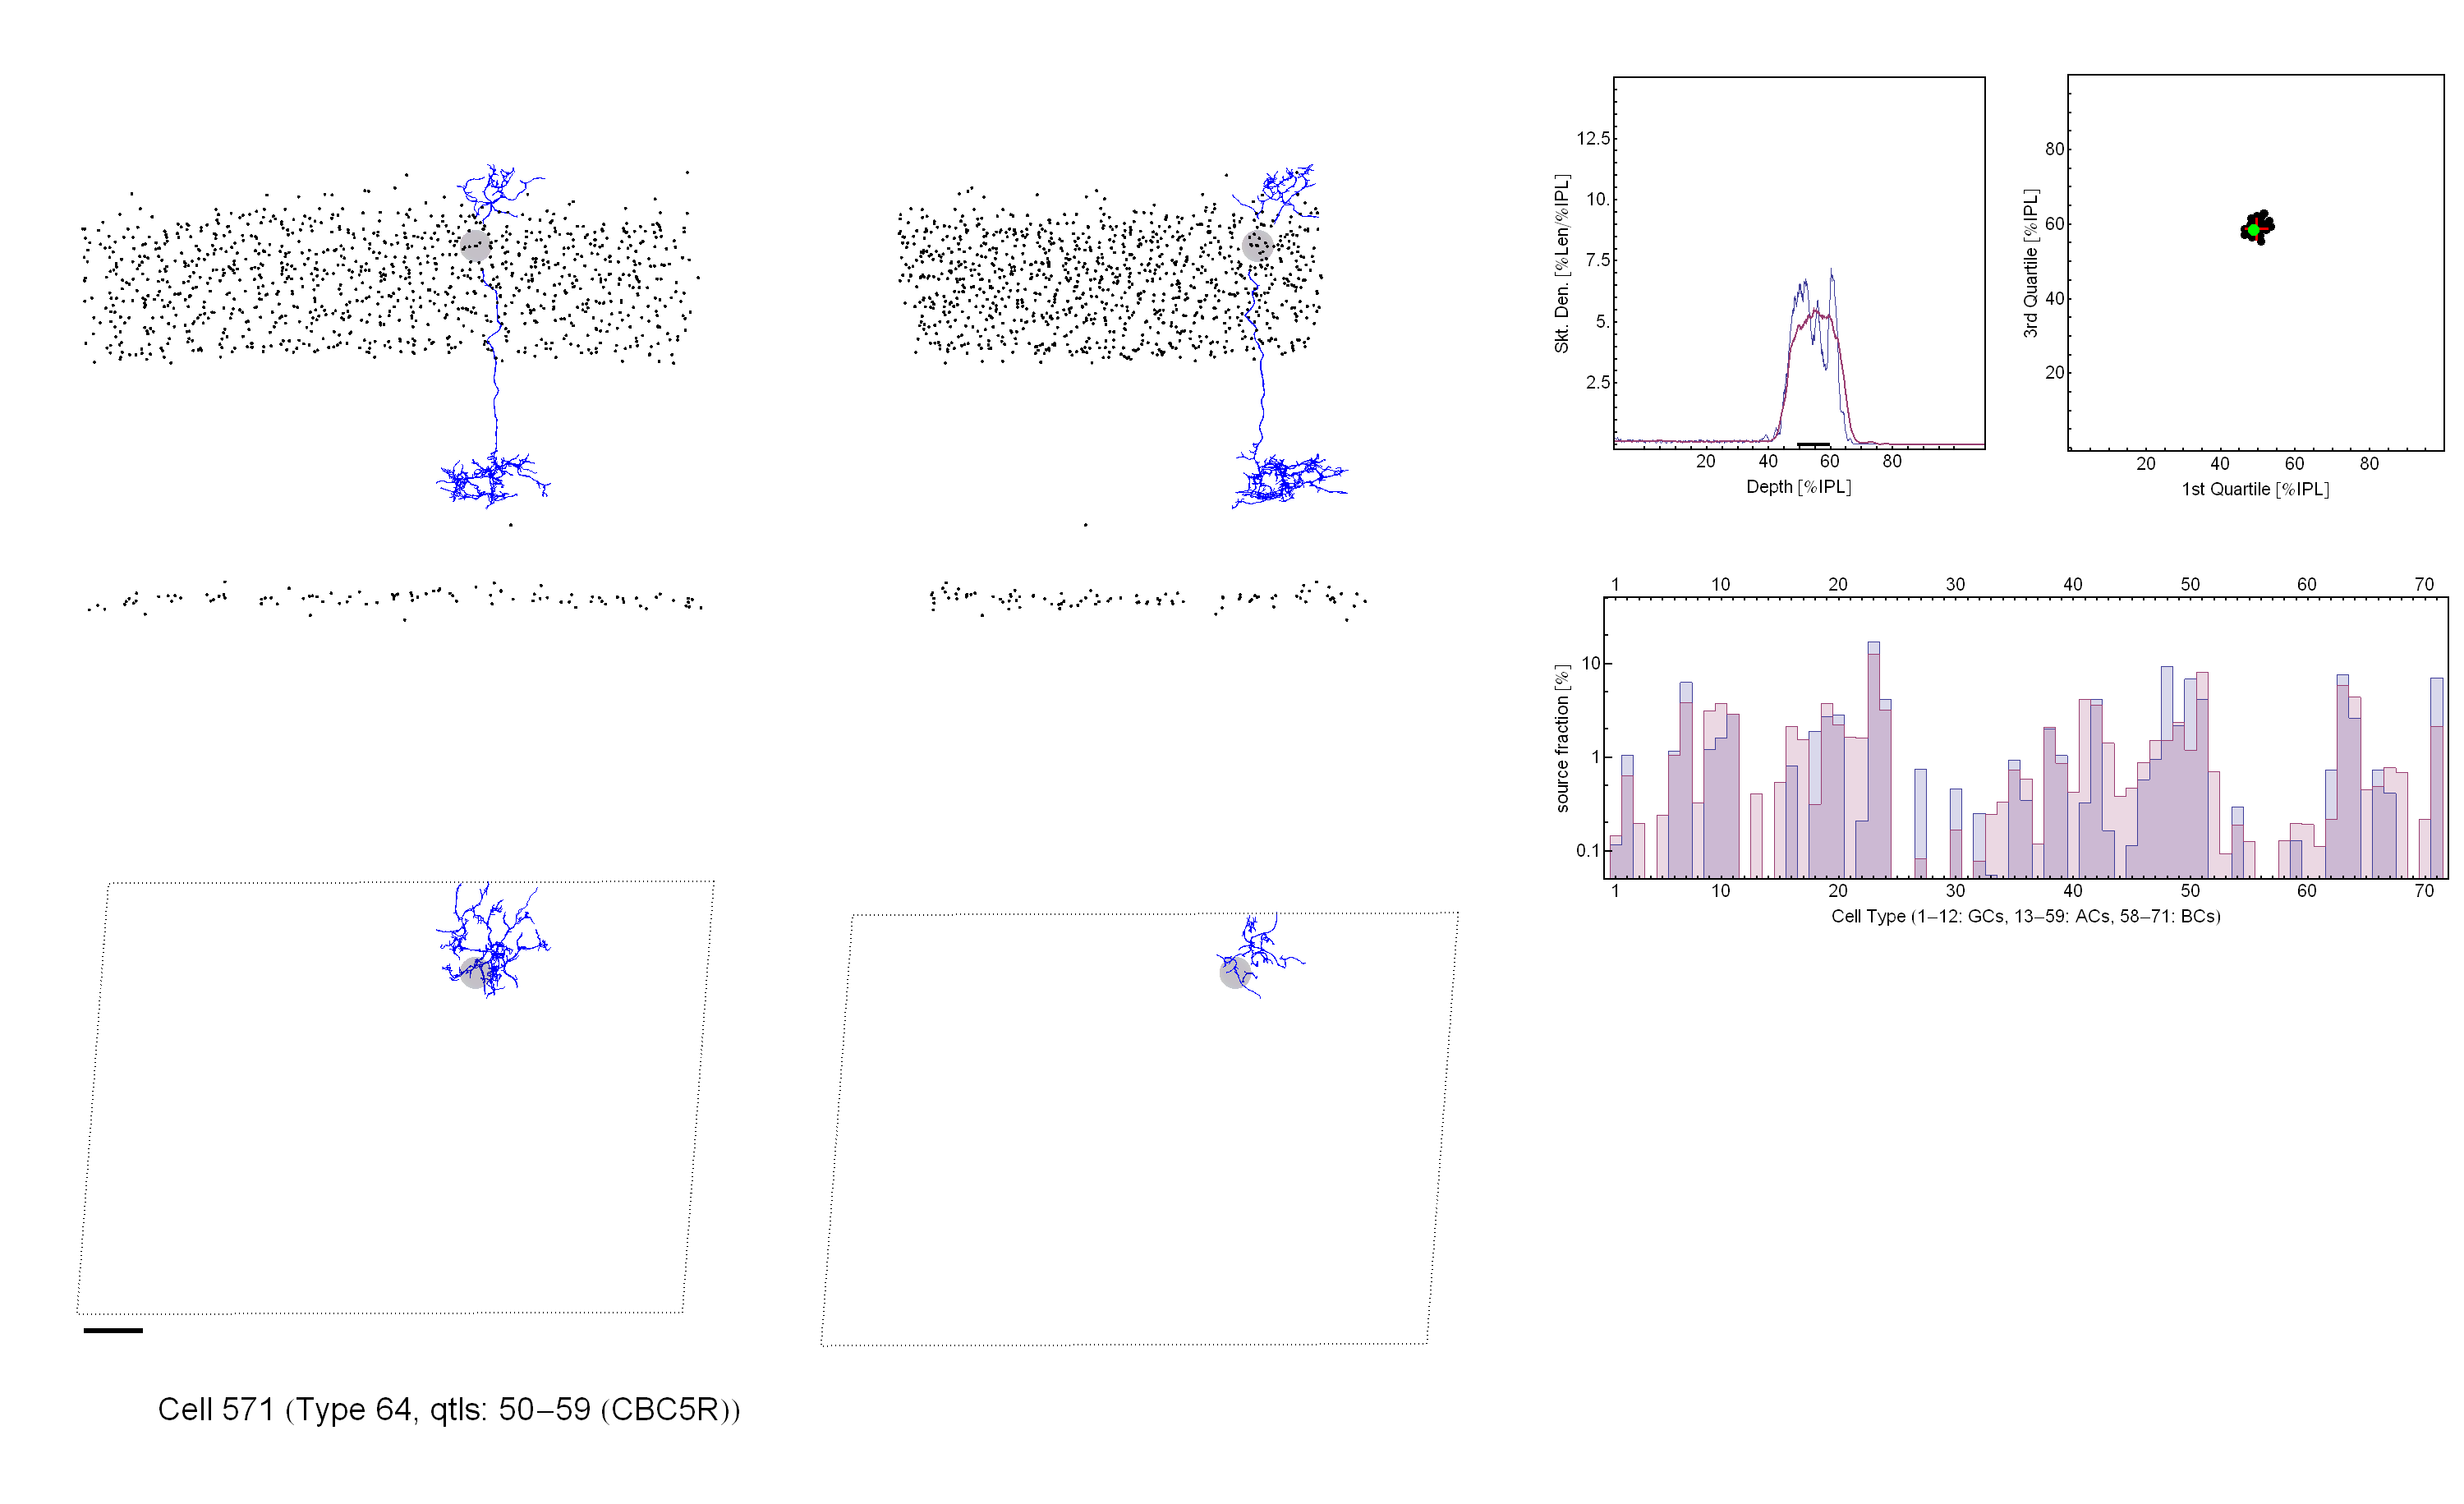 12.5
10.
7.5
5.
2.5
Skt. Den. [%Len/%IPL]
20 40 60 80
Depth [%IPL]
80
60
40
20
3rd Quartile [%IPL]
20 40 60 80
1st Quartile [%IPL]
1 10 20 30 40 50 60 70
10
1
0.1
source fraction [%]
1 10 20 30 40 50 60 70
Cell Type (1–12: GCs, 13–59: ACs, 58–71: BCs)
Cell 571 (Type 64, qtls: 50–59 (CBC5R))